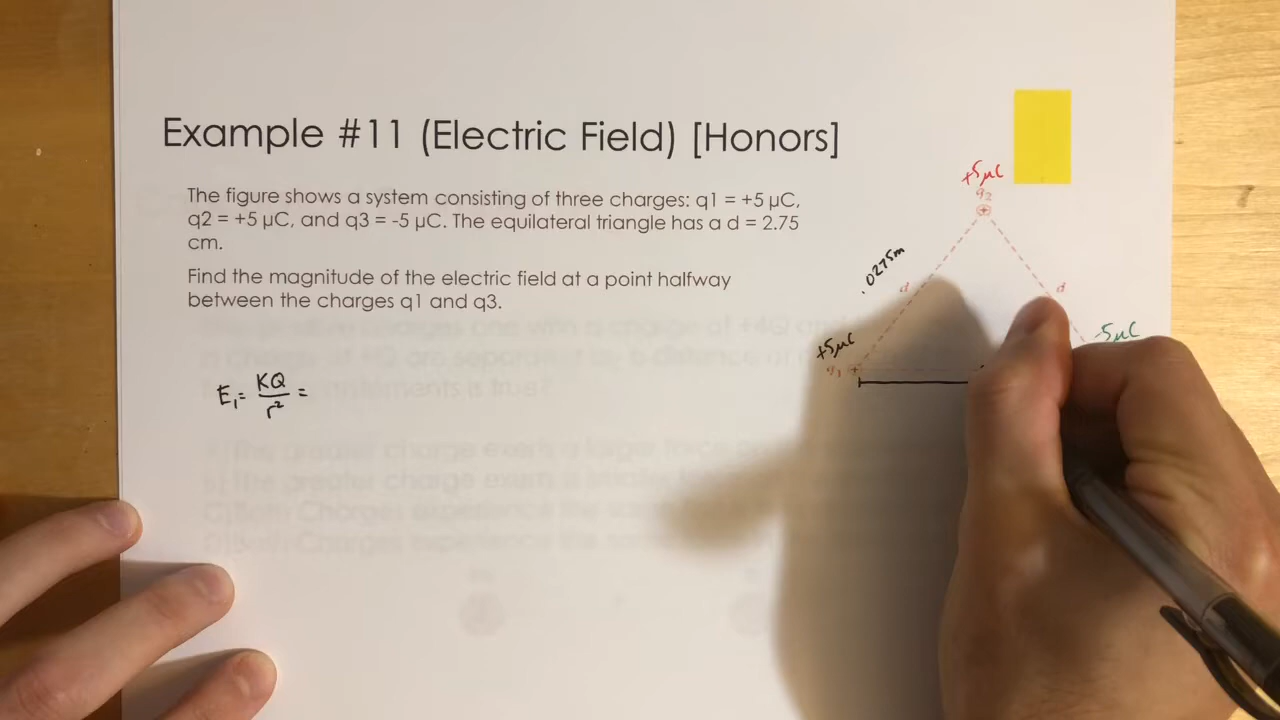 Example #11 (Electric Field) [Honors]
The figure shows a system consisting of three charges: q1 = +5 µC,
q2 = +5 µC, and q3 = -5 µC. The equilateral triangle has a d = 2.75
cm.
Find the magnitude of the electric field at a point halfway
between the charges q1 and q3.
+5µC
q2
.0275m
d
d
+5µC
q1
-5µC
E₁ = KQ/r² =